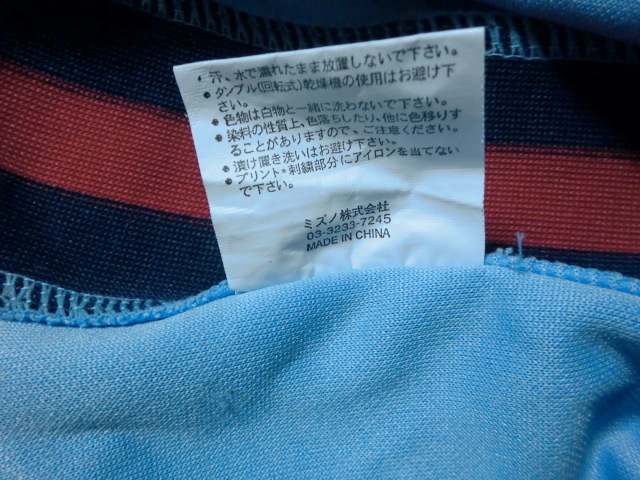 ・汗、水で濡れたまま放置しないで下さい。
●タンブル(回転式)乾燥機の使用はお避け下
さい。
●色物は白物と一緒に洗わないで下さい。
●染料の性質上、色落ちしたり、他に色移りす
ることがありますので、ご注意ください。
●漬け置き洗いはお避け下さい。
●プリント・刺繍部分にアイロンを当てない
で下さい。
ミズノ株式会社
03-3233-7245
MADE IN CHINA